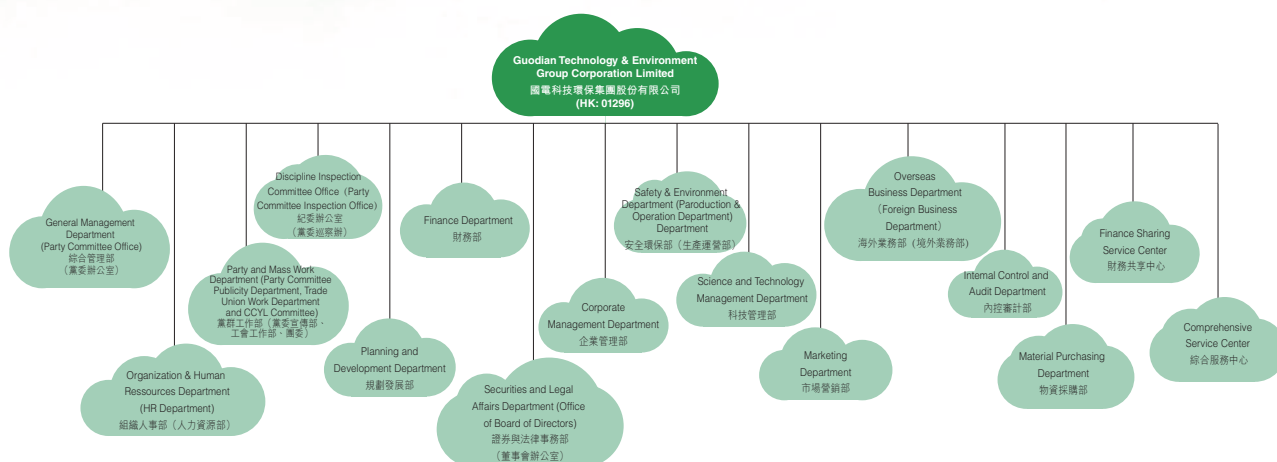 Guodian Technology & Environment
Group Corporation Limited
國電科技環保集團股份有限公司
(HK: 01296)
General Management
Department
(Party Committee Office)
綜合管理部
（黨委辦公室）
Organization & Human
Ressources Department
(HR Department)
組織人事部（人力資源部）
Party and Mass Work
Department (Party Committee
Publicity Department, Trade
Union Work Department
and CCYL Committee)
黨群工作部（黨委宣傳部、
工會工作部、團委）
Discipline Inspection
Committee Office (Party
Committee Inspection Office)
紀委辦公室
（黨委巡察辦）
Planning and
Development Department
規劃發展部
Finance Department
財務部
Securities and Legal
Affairs Department (Office
of Board of Directors)
證券與法律事務部
（董事會辦公室）
Corporate
Management Department
企業管理部
Safety & Environment
Department (Paroduction &
Operation Department)
Department
安全環保部（生產運營部）
Science and Technology
Management Department
科技管理部
Marketing
Department
市場營銷部
Overseas
Business Department
（Foreign Business
Department）
海外業務部（境外業務部）
Internal Control and
Audit Department
內控審計部
Material Purchasing
Department
物資採購部
Finance Sharing
Service Center
財務共享中心
Comprehensive
Service Center
綜合服務中心